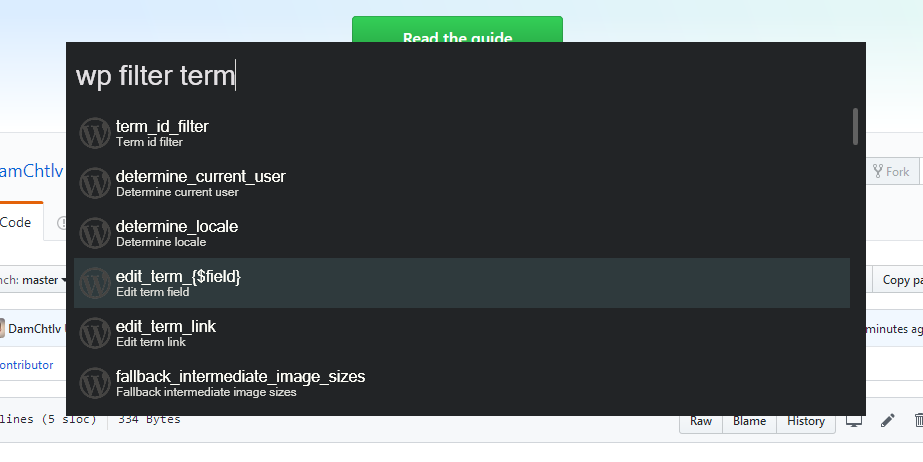 Read the guide
wp filter term
term_id_filter
Term id filter
determine_current_user
Determine current user
determine_locale
Determine locale
edit_term_{$field}
Edit term field
edit_term_link
Edit term link
fallback_intermediate_image_sizes
Fallback intermediate image sizes
amChtlv
Fork
Code
nch: master
Copy pa
DamChtlv
minutes ago
ontributor
lines (5 sloc)
334 Bytes
Raw
Blame
History